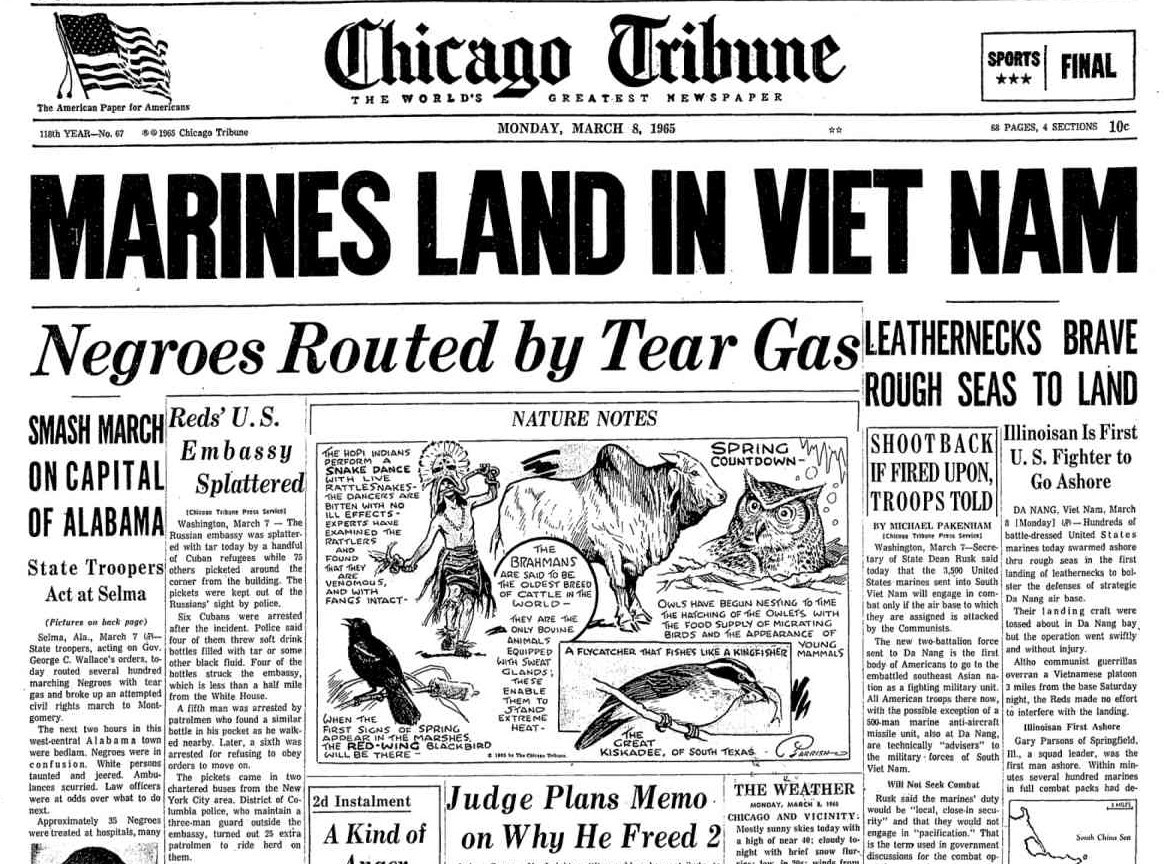 The American Paper for Americans
Chicago Tribune
THE WORLD'S GREATEST NEWSPAPER
SPORTS
★★★
FINAL
118th YEAR—No. 67 ©1965 Chicago Tribune
MONDAY, MARCH 8, 1965
☆☆
68 PAGES, 4 SECTIONS 10c
MARINES LAND IN VIET NAM
Negroes Routed by Tear Gas
SMASH MARCH
ON CAPITAL
OF ALABAMA
State Troopers
Act at Selma
(Pictures on back page)
Selma, Ala., March 7 (AP)—
State troopers, acting on Gov.
George C. Wallace's orders, to-
day routed several hundred
marching Negroes with tear
gas and broke up an attempted
civil rights march to Mont-
gomery.
The next two hours in this
west-central Alabama town
were bedlam. Negroes were in
confusion. White persons
taunted and jeered. Ambu-
lances scurried. Law officers
were at odds over what to do
next.
Approximately 35 Negroes
were treated at hospitals, many
Reds' U.S.
Embassy
Splattered
[Chicago Tribune Press Service]
Washington, March 7 — The
Russian embassy was splatter-
ed with tar today by a handful
of Cuban refugees while 75
others picketed around the
corner from the building. The
pickets were kept out of the
Russians' sight by police.
Six Cubans were arrested
after the incident. Police said
four of them threw soft drink
bottles filled with tar or some
other black fluid. Four of the
bottles struck the embassy,
which is less than a half mile
from the White House.
A fifth man was arrested by
patrolmen who found a similar
bottle in his pocket as he walk-
ed nearby. Later, a sixth was
arrested for refusing to obey
orders to move on.
The pickets came in two
chartered buses from the New
York City area. District of Co-
lumbia police, who maintain a
three-man guard outside the
embassy, turned out 25 extra
patrolmen to ride herd on
them.
NATURE NOTES
THE HOPI INDIANS
PERFORM A
SNAKE DANCE
WITH LIVE
RATTLESNAKES-
THE DANCERS ARE
BITTEN WITH NO
ILL EFFECTS-
EXPERTS HAVE
EXAMINED THE
RATTLERS
AND
FOUND
THAT THEY
ARE
VENOMOUS,
AND WITH
FANGS INTACT-
THE
BRAHMANS
ARE SAID TO BE
THE OLDEST BREED
OF CATTLE IN THE
WORLD-
THEY ARE THE
ONLY BOVINE
ANIMALS
EQUIPPED
WITH SWEAT
GLANDS;
THESE
ENABLE
THEM TO
STAND
EXTREME
HEAT-
SPRING
COUNTDOWN-
OWLS HAVE BEGUN NESTING TO TIME
THE HATCHING OF THE OWLETS WITH
THE FOOD SUPPLY OF MIGRATING
BIRDS AND THE APPEARANCE OF
YOUNG
MAMMALS
WHEN THE
FIRST SIGNS OF SPRING
APPEAR IN THE MARSHES,
THE RED-WING BLACKBIRD
WILL BE THERE-
© 1965 by The Chicago Tribune
A FLYCATCHER THAT FISHES LIKE A KINGFISHER
THE
GREAT
KISKADEE, OF SOUTH TEXAS
PARRISH
2d Instalment
A Kind of
Anger
Judge Plans Memo
on Why He Freed 2
THE WEATHER
MONDAY, MARCH 8, 1965
CHICAGO AND VICINITY:
Mostly sunny skies today with
a high of near 40; cloudy to-
night with brief snow flur-
LEATHERNECKS BRAVE
ROUGH SEAS TO LAND
SHOOT BACK
IF FIRED UPON,
TROOPS TOLD
BY MICHAEL PAKENHAM
[Chicago Tribune Press Service]
Washington, March 7—Secre-
tary of State Dean Rusk said
today that the 3,500 United
States marines sent into South
Viet Nam will engage in com-
bat only if the air base to which
they are assigned is attacked
by the Communists.
The new two-battalion force
sent to Da Nang is the first
body of Americans to go to the
embattled southeast Asian na-
tion as a fighting military unit.
All American troops there now,
with the possible exception of a
500-man marine anti-aircraft
missile unit, also at Da Nang,
are technically "advisers" to
the military forces of South
Viet Nam.
Will Not Seek Combat
Rusk said the marines' duty
would be "local, close-in secu-
rity" and that they would not
engage in "pacification." That
is the term used in government
discussions for the combat op-
Illinoisan Is First
U. S. Fighter to
Go Ashore
DA NANG, Viet Nam, March
8 [Monday] (AP)—Hundreds of
battle-dressed United States
marines today swarmed ashore
thru rough seas in the first
landing of leathernecks to bol-
ster the defenses of strategic
Da Nang air base.
Their landing craft were
tossed about in Da Nang bay
but the operation went swiftly
and without injury.
Altho communist guerrillas
overran a Vietnamese platoon
3 miles from the base Saturday
night, the Reds made no effort
to interfere with the landing.
Illinoisan First Ashore
Gary Parsons of Springfield,
Ill., a squad leader, was the
first man ashore. Within min-
utes several hundred marines
in full combat packs had de-
South China Sea